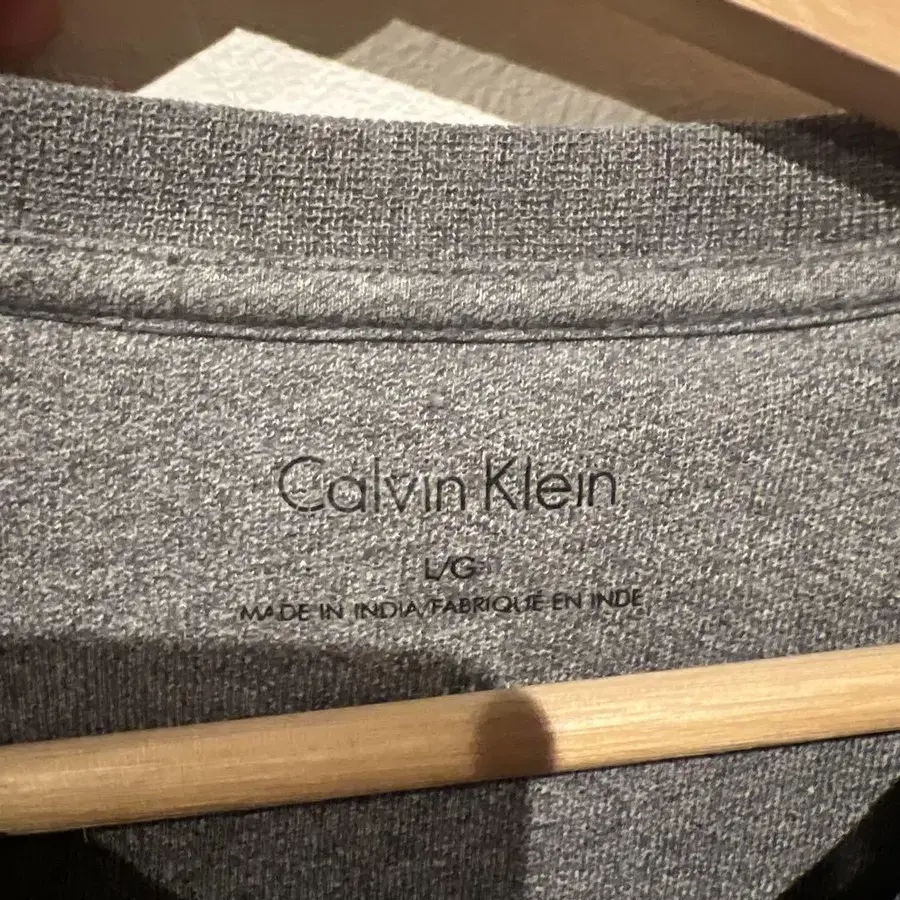 Calvin Klein
L/G
MADE IN INDIA/FABRIQUÉ EN INDE